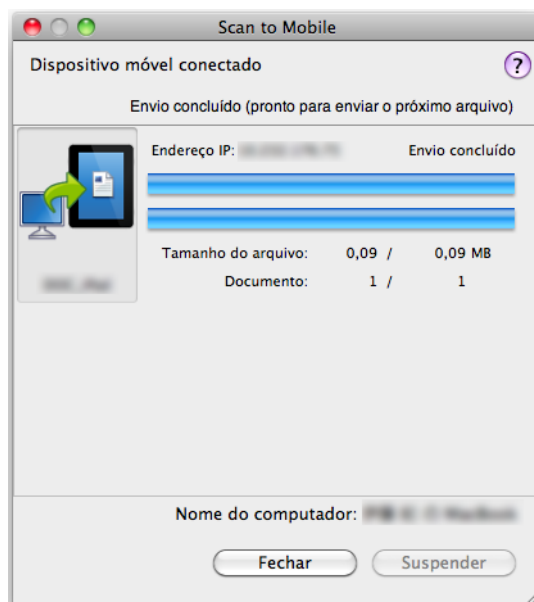 Scan to Mobile
Dispositivo móvel conectado ?
Envio concluído (pronto para enviar o próximo arquivo)
Endereço IP: Envio concluído
Tamanho do arquivo: 0,09 / 0,09 MB
Documento: 1 / 1
Nome do computador:
Fechar Suspender